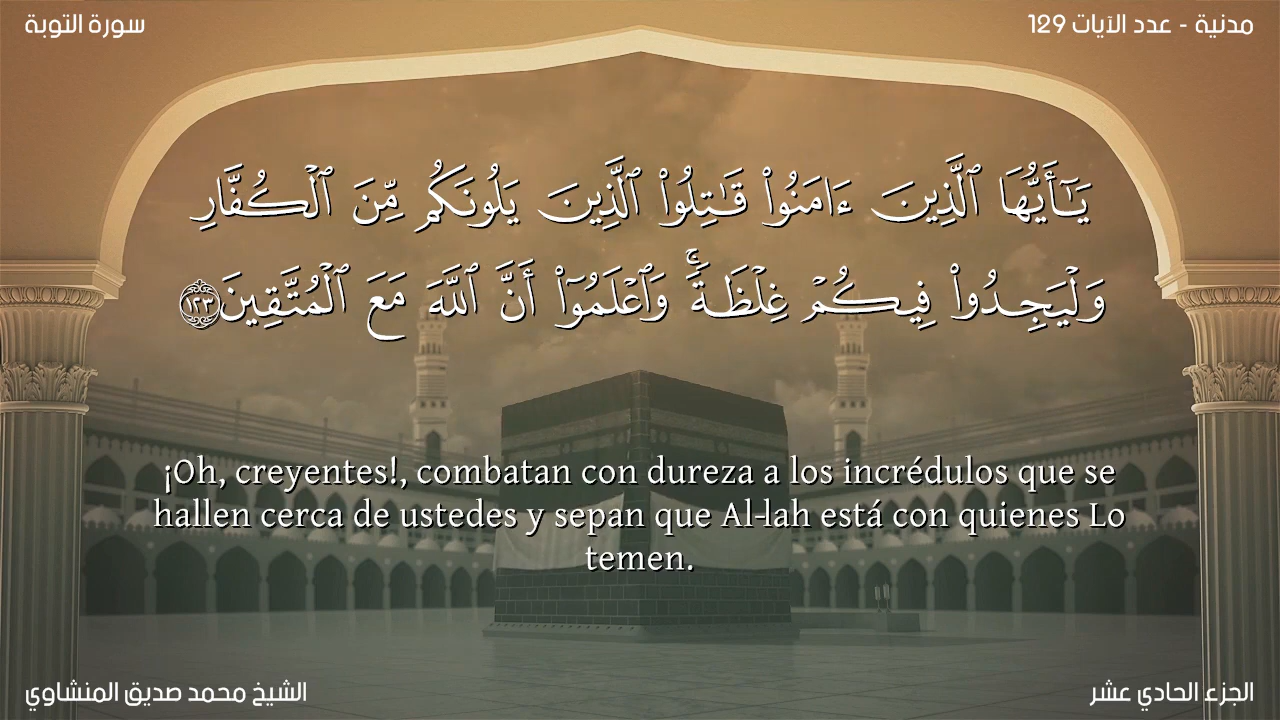 سورة التوبة
مدنية - عدد الآيات 129
يَـٰٓأَيُّهَا ٱلَّذِينَ ءَامَنُوا۟ قَـٰتِلُوا۟ ٱلَّذِينَ يَلُونَكُم مِّنَ ٱلْكُفَّارِ
وَلْيَجِدُوا۟ فِيكُمْ غِلْظَةًۚ وَٱعْلَمُوٓا۟ أَنَّ ٱللَّهَ مَعَ ٱلْمُتَّقِينَ ١٢٣
¡Oh, creyentes!, combatan con dureza a los incrédulos que se
hallen cerca de ustedes y sepan que Al-lah está con quienes Lo
temen.
الشيخ محمد صديق المنشاوي
الجزء الحادي عشر